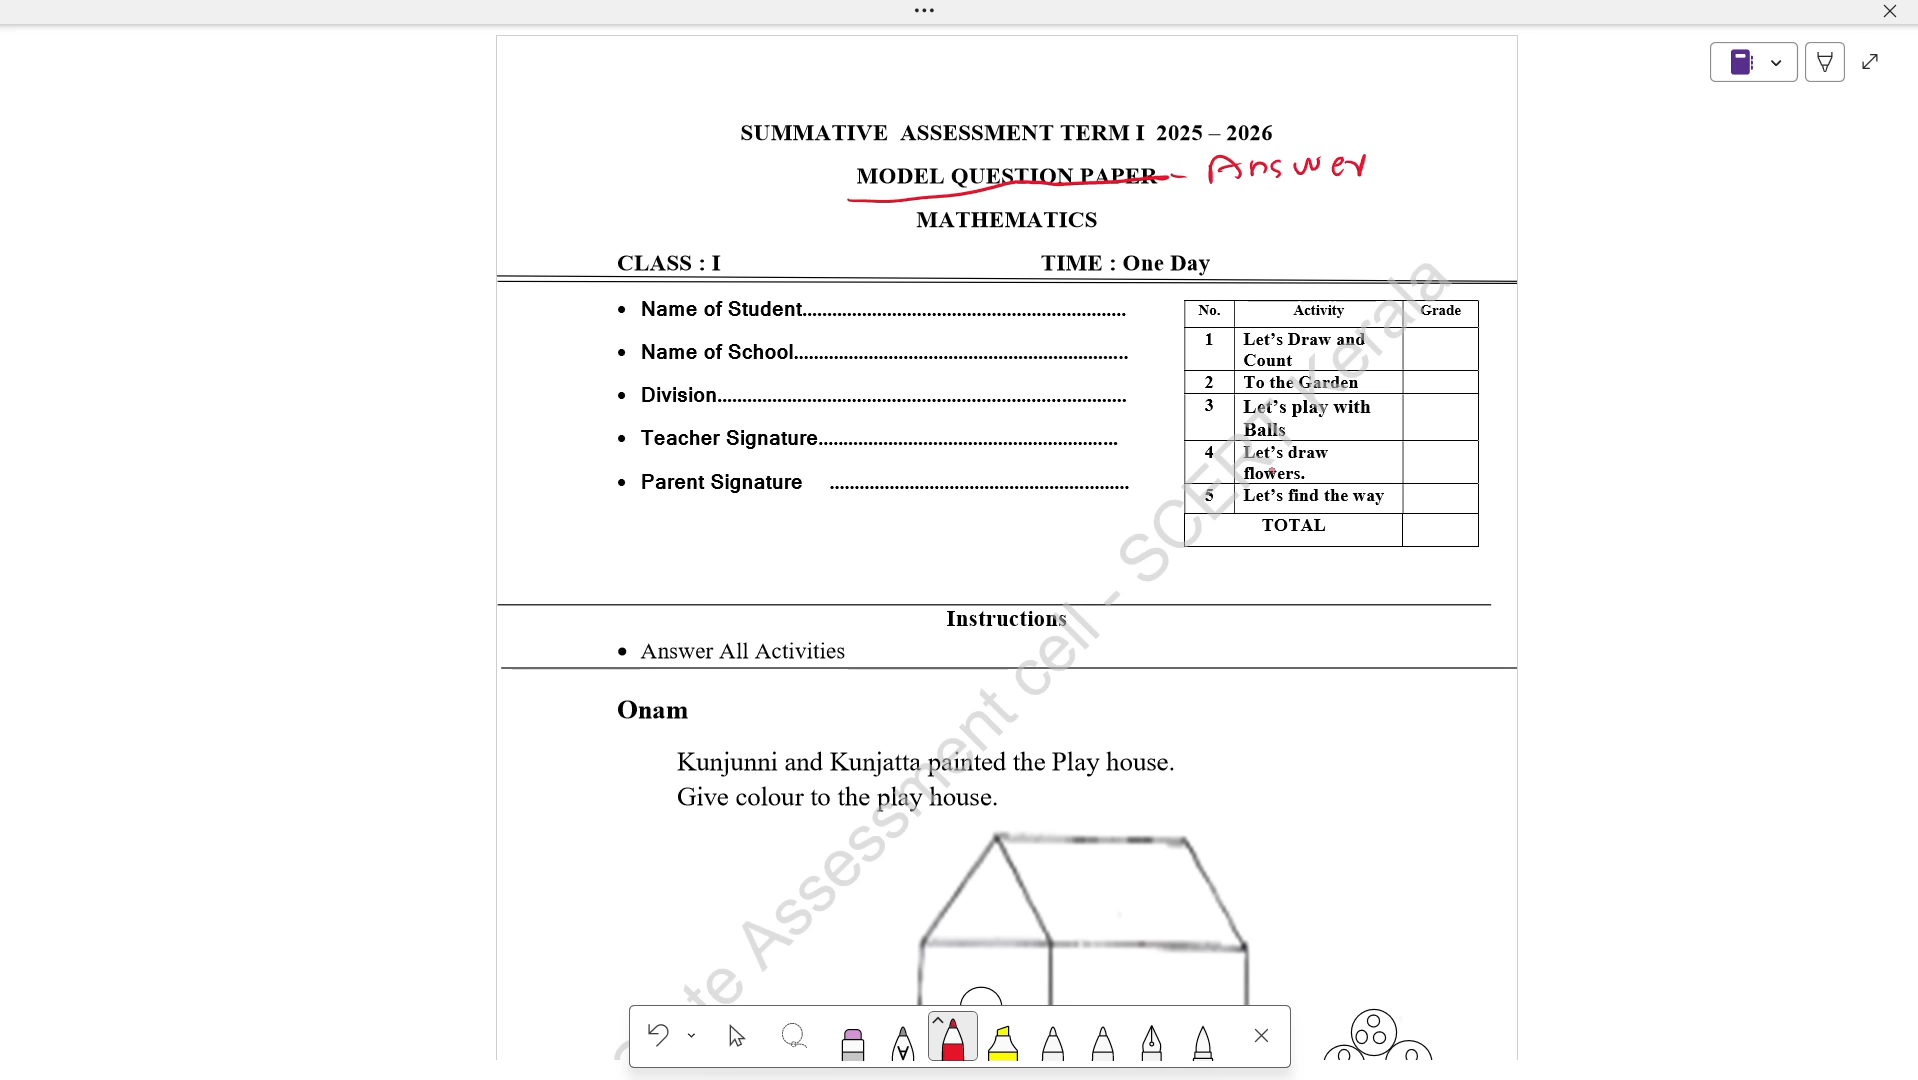 SUMMATIVE ASSESSMENT TERM I 2025 – 2026
MODEL QUESTION PAPER - Answer
MATHEMATICS
CLASS : I TIME : One Day
• Name of Student.................................................................
• Name of School...................................................................
• Division..................................................................................
• Teacher Signature............................................................
• Parent Signature ............................................................
No. Activity Grade
1 Let’s Draw and
Count
2 To the Garden
3 Let’s play with
Balls
4 Let’s draw
flowers.
5 Let’s find the way
TOTAL
Instructions
• Answer All Activities
Onam
Kunjunni and Kunjatta painted the Play house.
Give colour to the play house.
te Assessment cell - SCERT Kerala